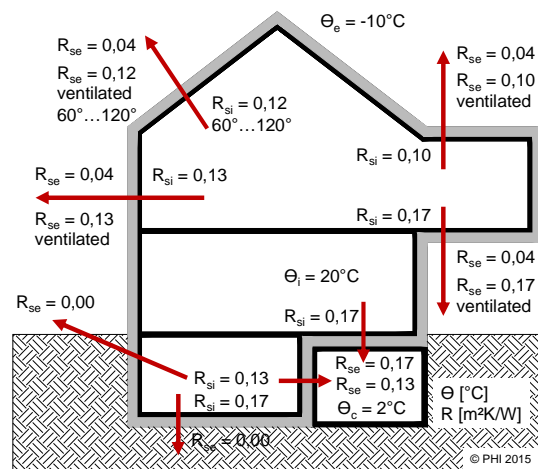 Θe = -10°C
Rse = 0,04
Rse = 0,12
ventilated
60°...120°
Rsi = 0,12
60°...120°
Rse = 0,04
Rse = 0,10
ventilated
Rsi = 0,10
Rse = 0,04
Rsi = 0,13
Rse = 0,13
ventilated
Rsi = 0,17
Rse = 0,04
Rse = 0,17
ventilated
Θi = 20°C
Rsi = 0,17
Rse = 0,00
Rsi = 0,13
Rsi = 0,17
Rse = 0,17
Rse = 0,13
Θc = 2°C
Rse = 0,00
Θ [°C]
R [m²K/W]
© PHI 2015